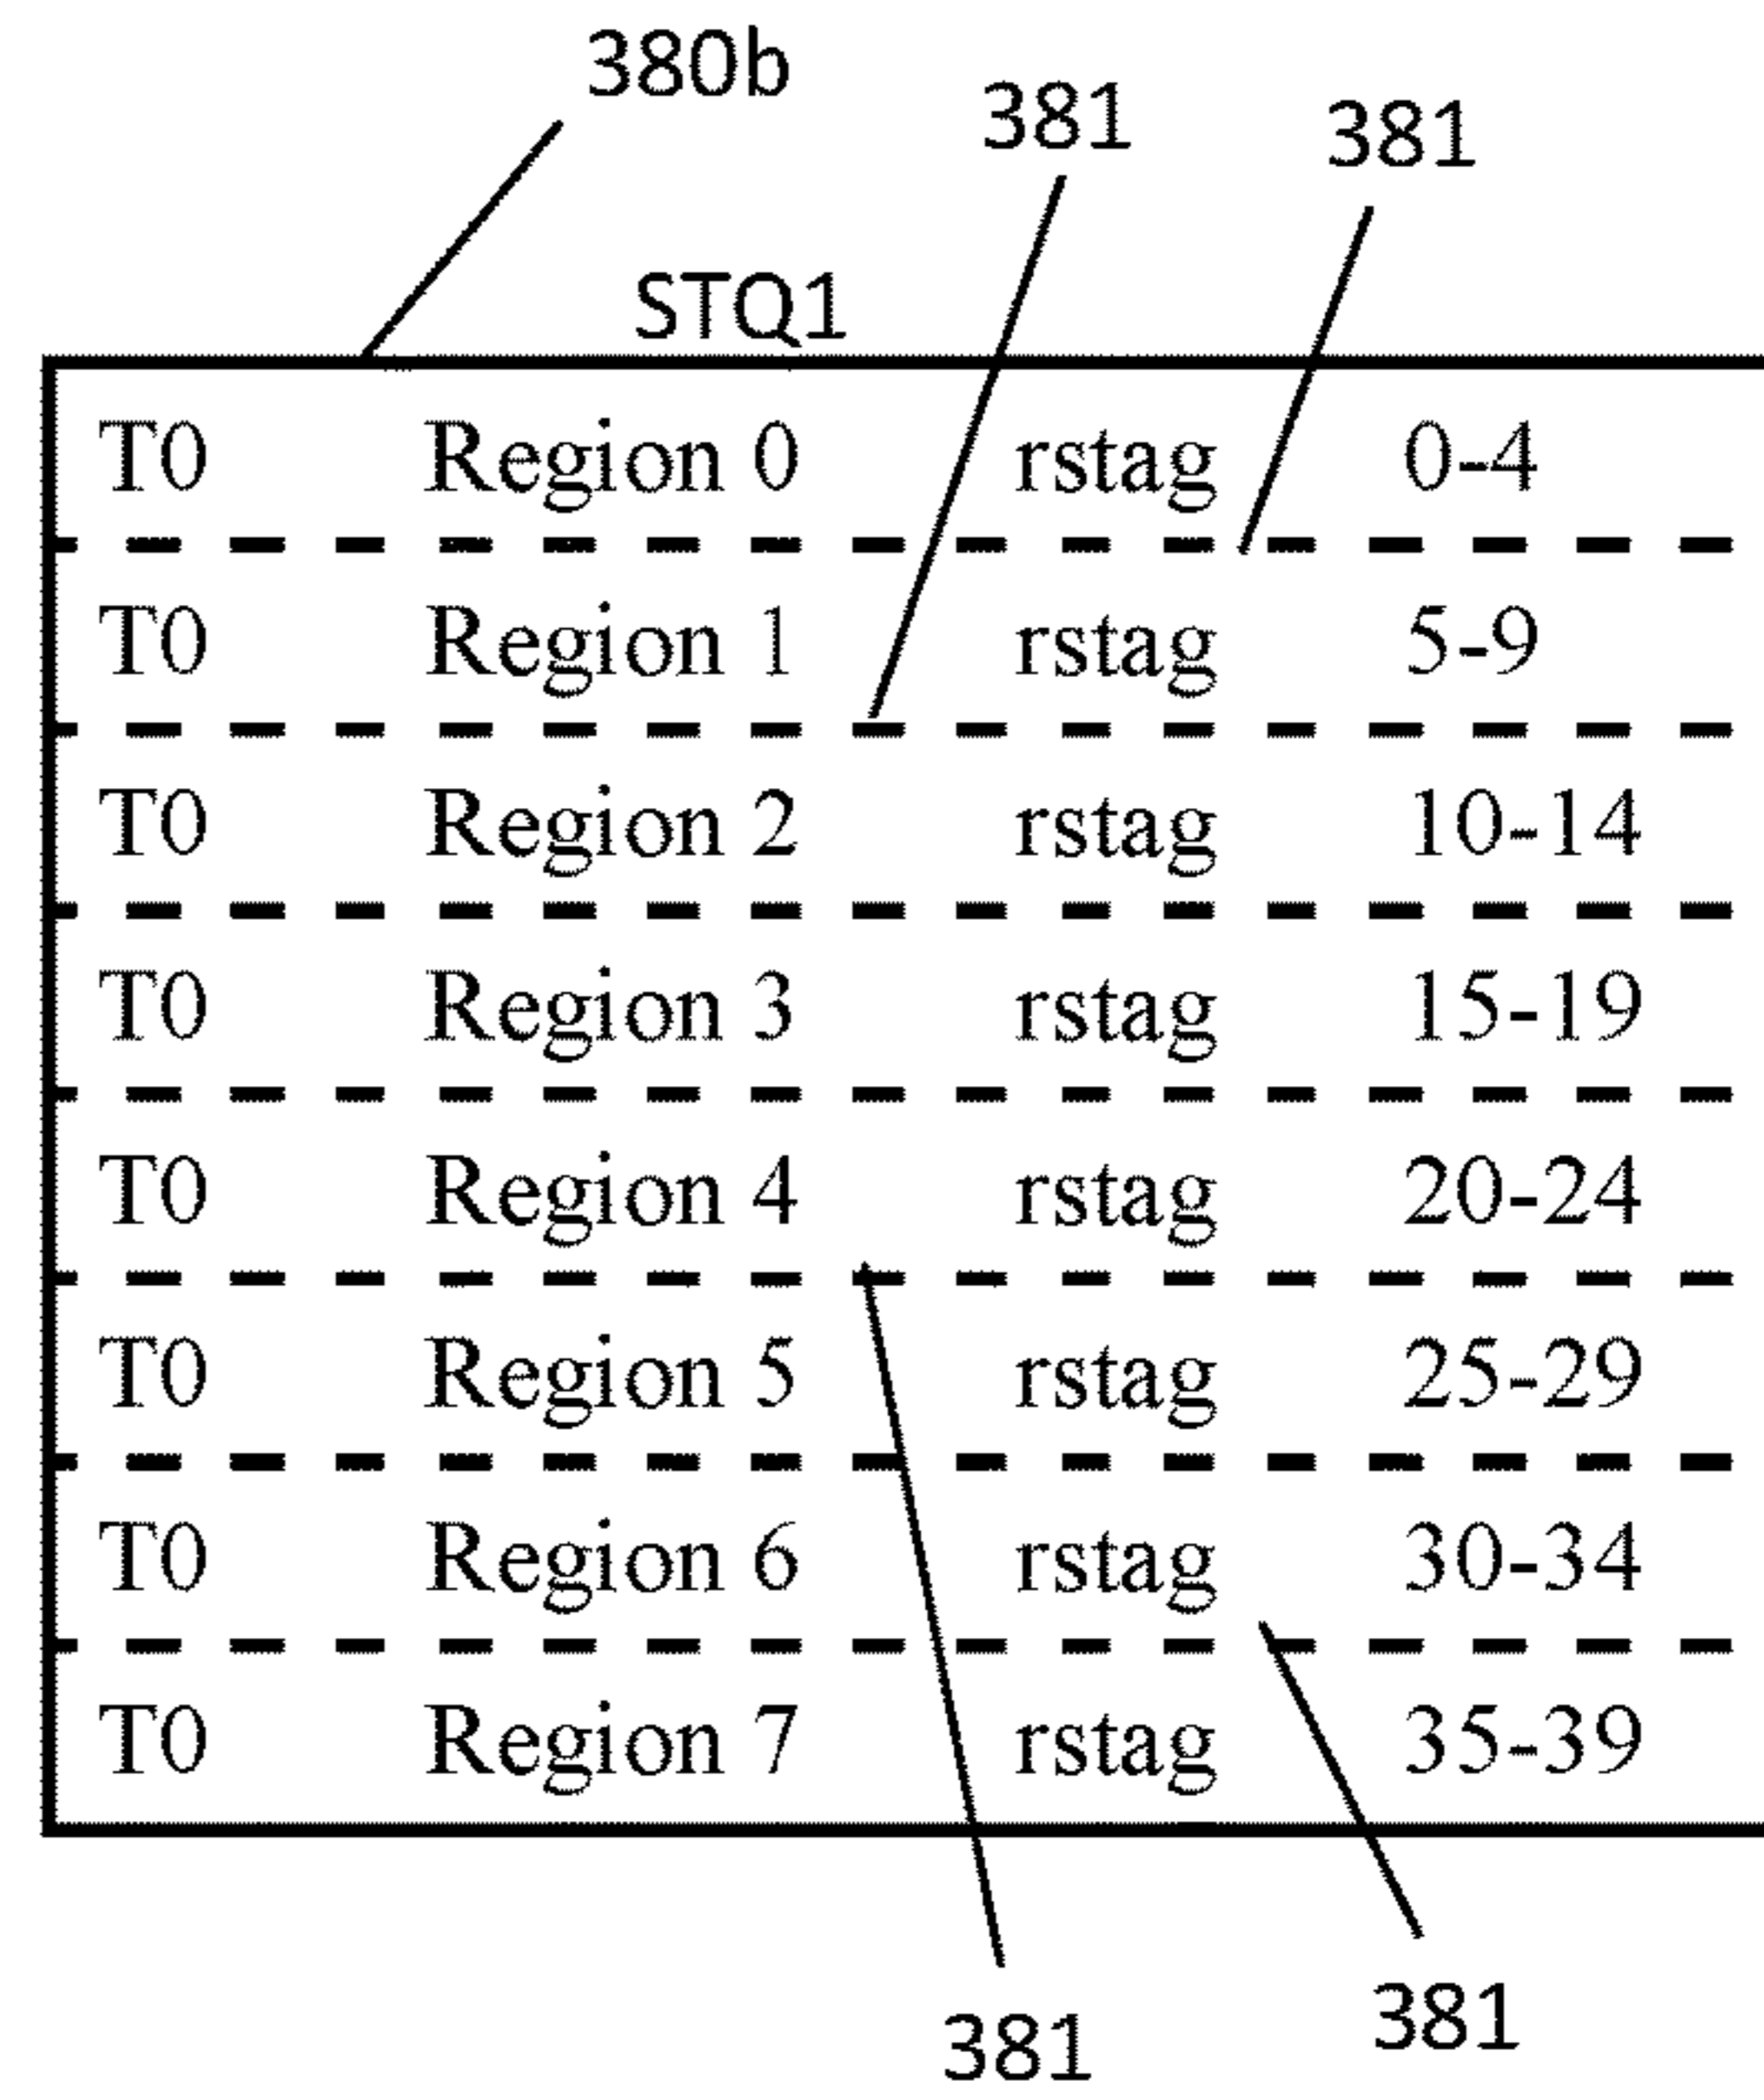 380b
381
381
STQ1
T0 Region 0 rstag 0-4
T0 Region 1 rstag 5-9
T0 Region 2 rstag 10-14
T0 Region 3 rstag 15-19
T0 Region 4 rstag 20-24
T0 Region 5 rstag 25-29
T0 Region 6 rstag 30-34
T0 Region 7 rstag 35-39
381
381